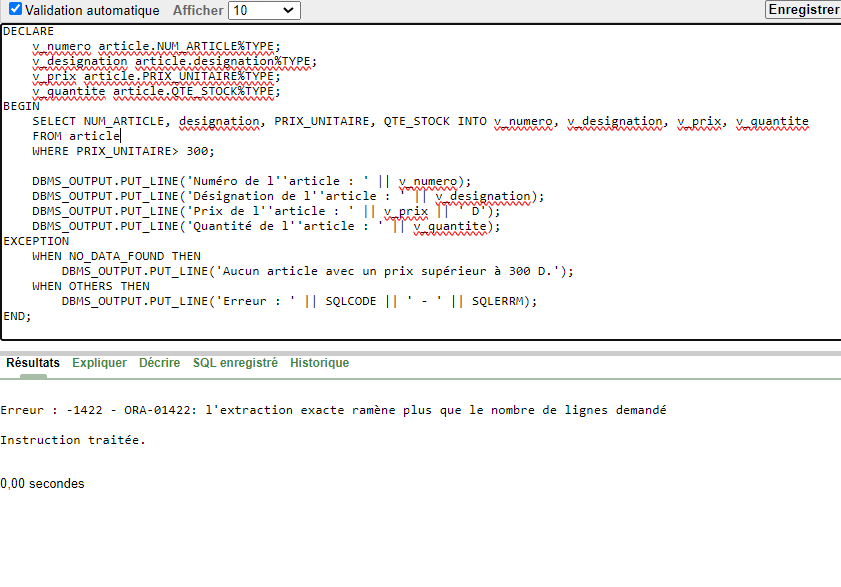 Validation automatique Afficher 10 Enregistrer
DECLARE
v_numero article.NUM_ARTICLE%TYPE;
v_designation article.designation%TYPE;
v_prix article.PRIX_UNITAIRE%TYPE;
v_quantite article.QTE_STOCK%TYPE;
BEGIN
SELECT NUM_ARTICLE, designation, PRIX_UNITAIRE, QTE_STOCK INTO v_numero, v_designation, v_prix, v_quantite
FROM article
WHERE PRIX_UNITAIRE> 300;
DBMS_OUTPUT.PUT_LINE('Numéro de l''article : ' || v_numero);
DBMS_OUTPUT.PUT_LINE('Désignation de l''article : ' || v_designation);
DBMS_OUTPUT.PUT_LINE('Prix de l''article : ' || v_prix || ' D');
DBMS_OUTPUT.PUT_LINE('Quantité de l''article : ' || v_quantite);
EXCEPTION
WHEN NO_DATA_FOUND THEN
DBMS_OUTPUT.PUT_LINE('Aucun article avec un prix supérieur à 300 D.');
WHEN OTHERS THEN
DBMS_OUTPUT.PUT_LINE('Erreur : ' || SQLCODE || ' - ' || SQLERRM);
END;
Résultats Expliquer Décrire SQL enregistré Historique
Erreur : -1422 - ORA-01422: l'extraction exacte ramène plus que le nombre de lignes demandé
Instruction traitée.
0,00 secondes